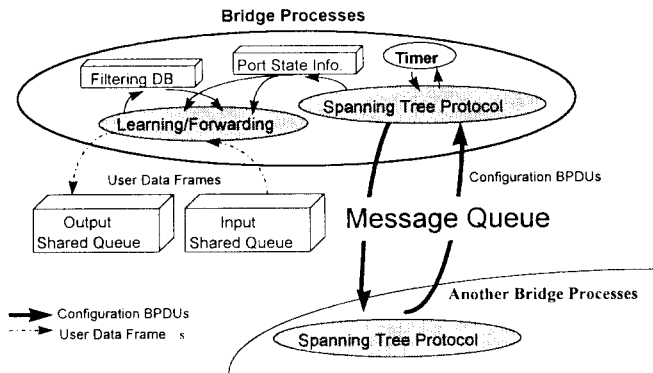 Bridge Processes
Filtering DB
Port State Info.
Timer
Learning/Forwarding
Spanning Tree Protocol
User Data Frames
Configuration BPDUs
Output
Shared Queue
Input
Shared Queue
Message Queue
Configuration BPDUs
User Data Frame s
Another Bridge Processes
Spanning Tree Protocol